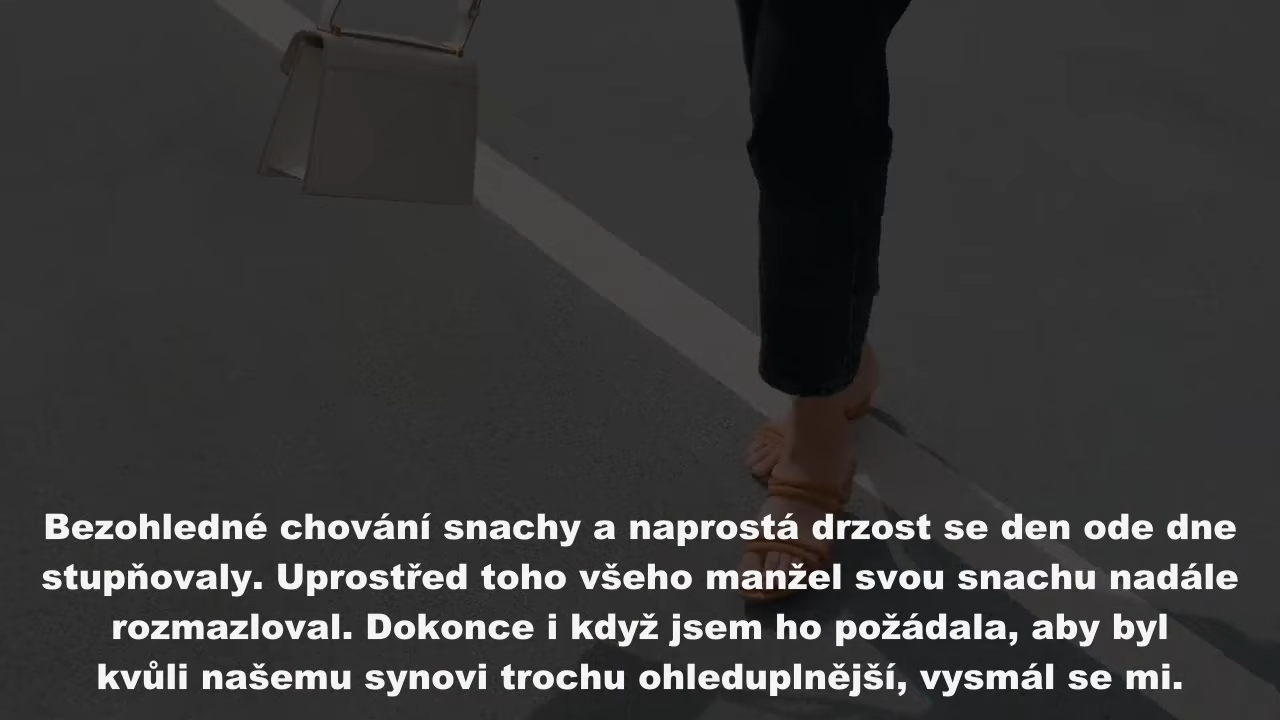 Bezohledné chování snachy a naprostá drzost se den ode dne
stupňovaly. Uprostřed toho všeho manžel svou snachu nadále
rozmazloval. Dokonce i když jsem ho požádala, aby byl
kvůli našemu synovi trochu ohleduplnější, vysmál se mi.